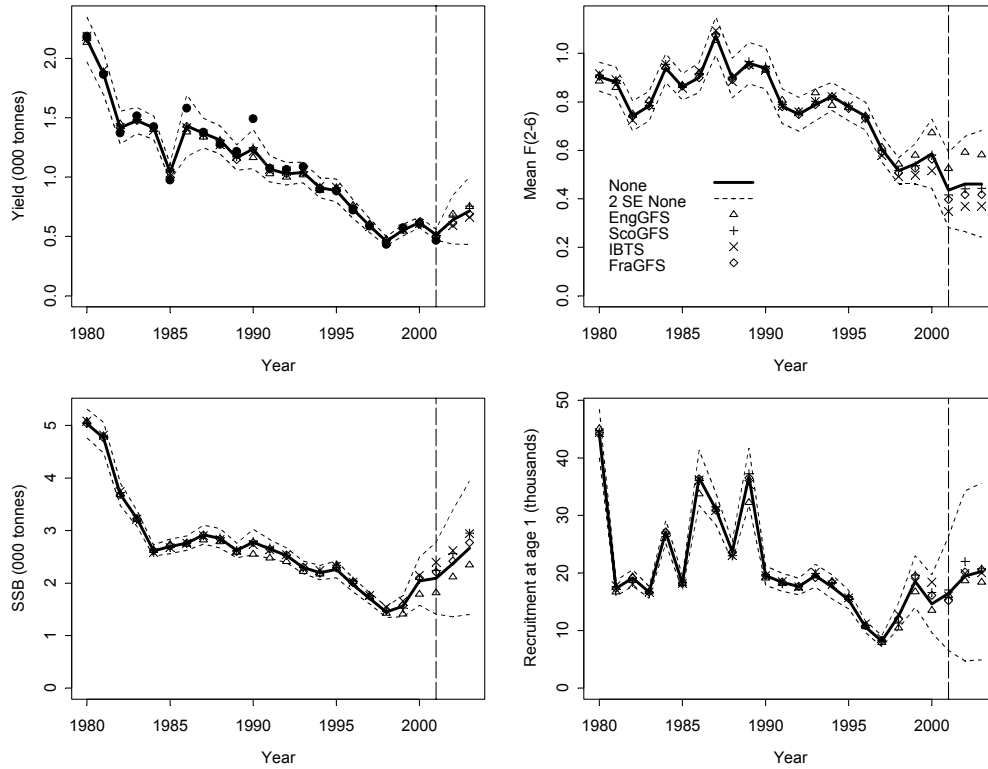 Yield (000 tonnes)
0.0 0.5 1.0 1.5 2.0
1980 1985 1990 1995 2000
Year
Mean F(2-6)
0.0 0.2 0.4 0.6 0.8 1.0
None
2 SE None
EngGFS
ScoGFS
IBTS
FraGFS
1980 1985 1990 1995 2000
Year
SSB (000 tonnes)
0 1 2 3 4 5
1980 1985 1990 1995 2000
Year
Recruitment at age 1 (thousands)
0 10 20 30 40 50
1980 1985 1990 1995 2000
Year